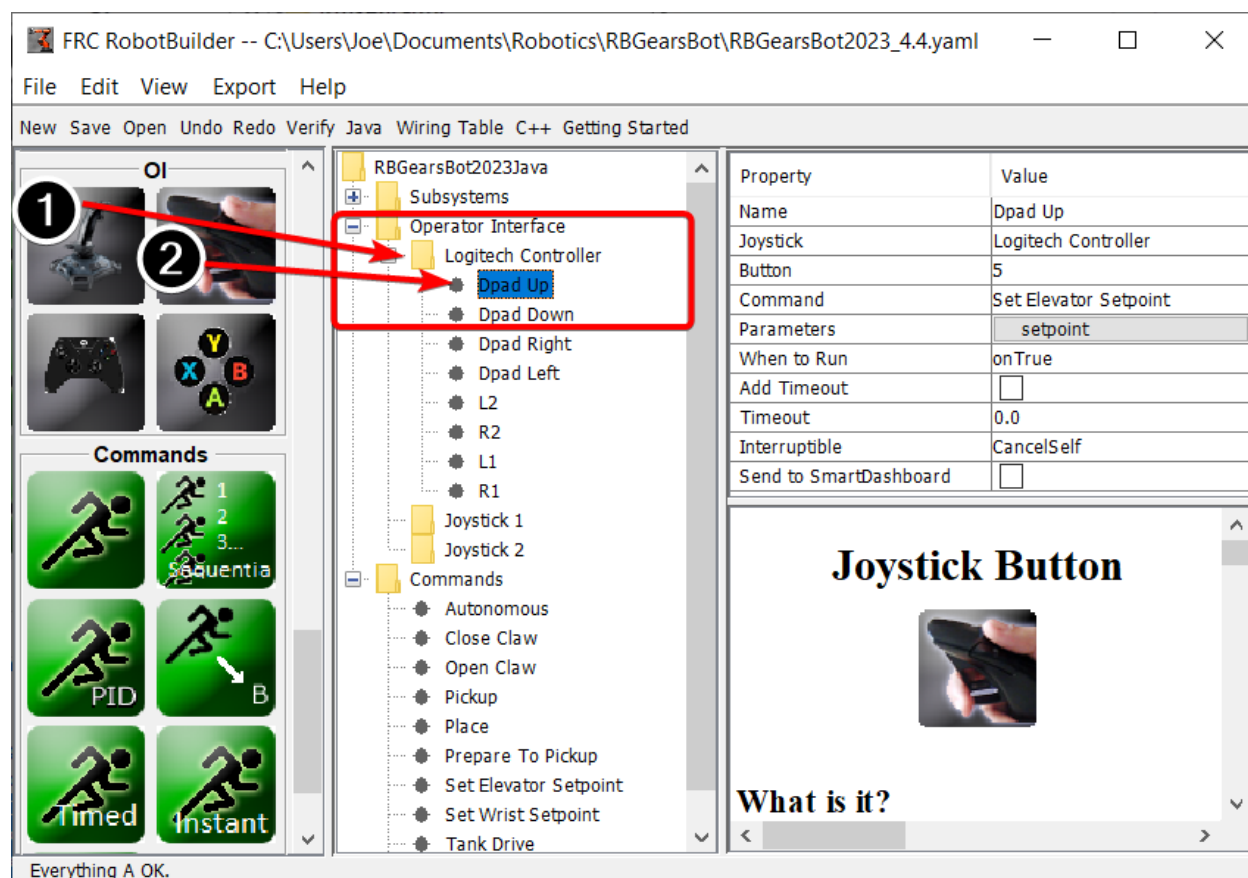 FRC RobotBuilder -- C:\Users\Joe\Documents\Robotics\RBGearsBot\RBGearsBot2023_4.4.yaml
File Edit View Export Help
New Save Open Undo Redo Verify Java Wiring Table C++ Getting Started
OI
1
2
Y
X
B
A
Commands
1
2
3...
Sequentia
PID
B
Timed
Instant
RBGearsBot2023Java
Subsystems
Operator Interface
Logitech Controller
Dpad Up
Dpad Down
Dpad Right
Dpad Left
L2
R2
L1
R1
Joystick 1
Joystick 2
Commands
Autonomous
Close Claw
Open Claw
Pickup
Place
Prepare To Pickup
Set Elevator Setpoint
Set Wrist Setpoint
Tank Drive
Property Value
Name Dpad Up
Joystick Logitech Controller
Button 5
Command Set Elevator Setpoint
Parameters setpoint
When to Run onTrue
Add Timeout
Timeout 0.0
Interruptible CancelSelf
Send to SmartDashboard
Joystick Button
What is it?
Everything A OK.